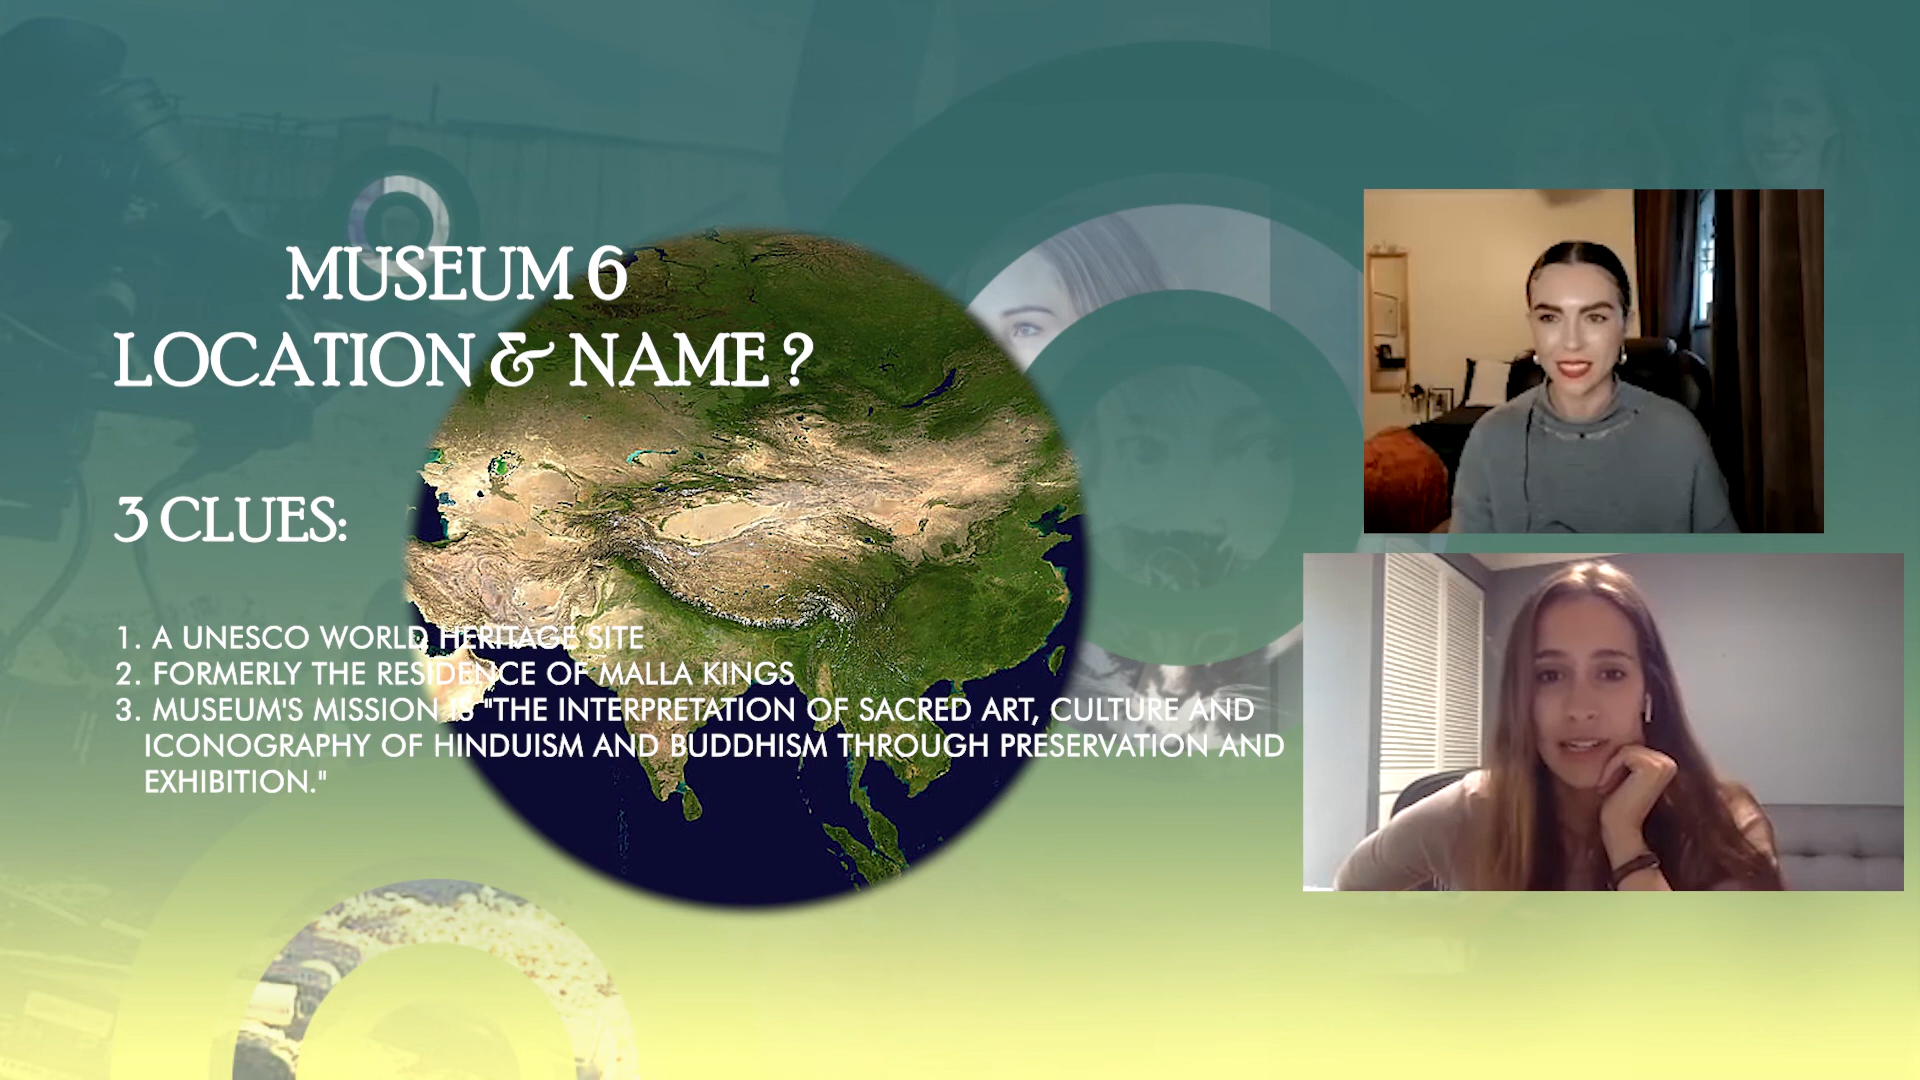 MUSEUM 6
LOCATION & NAME ?
3 CLUES:
1. A UNESCO WORLD HERITAGE SITE
2. FORMERLY THE RESIDENCE OF MALLA KINGS
3. MUSEUM'S MISSION IS "THE INTERPRETATION OF SACRED ART, CULTURE AND
ICONOGRAPHY OF HINDUISM AND BUDDHISM THROUGH PRESERVATION AND
EXHIBITION."